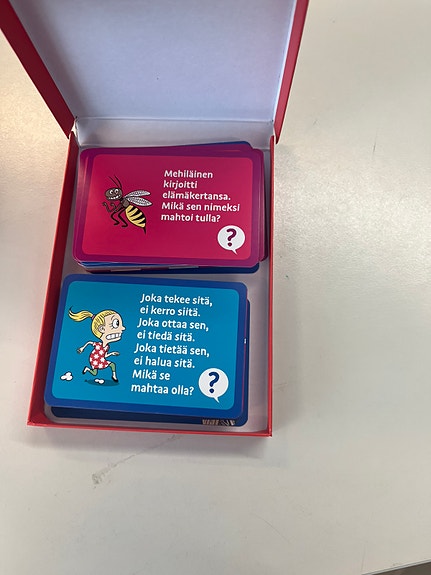 Mehiläinen
kirjoitti
elämäkertansa.
Mikä sen nimeksi
mahtoi tulla?
?
Joka tekee sitä,
ei kerro siitä.
Joka ottaa sen,
ei tiedä sitä.
Joka tietää sen,
ei halua sitä.
Mikä se
mahtaa olla?
?